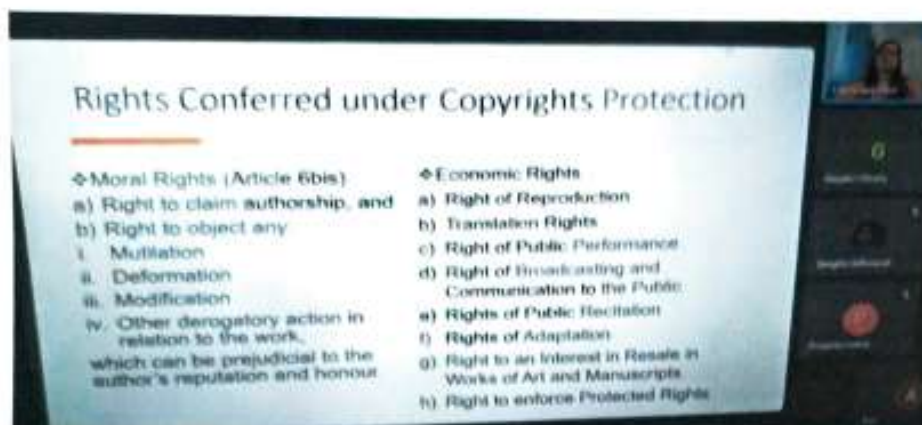 Rights Conferred under Copyrights Protection
❖Moral Rights (Article 6bis)
a) Right to claim authorship, and
b) Right to object any
i. Mutilation
ii. Deformation
iii. Modification
iv. Other derogatory action in
relation to the work,
which can be prejudicial to the
author's reputation and honour
❖Economic Rights
a) Right of Reproduction
b) Translation Rights
c) Right of Public Performance
d) Right of Broadcasting and
Communication to the Public
e) Rights of Public Recitation
f) Rights of Adaptation
g) Right to an Interest in Resale in
Works of Art and Manuscripts
h) Right to enforce Protected Rights
G
A